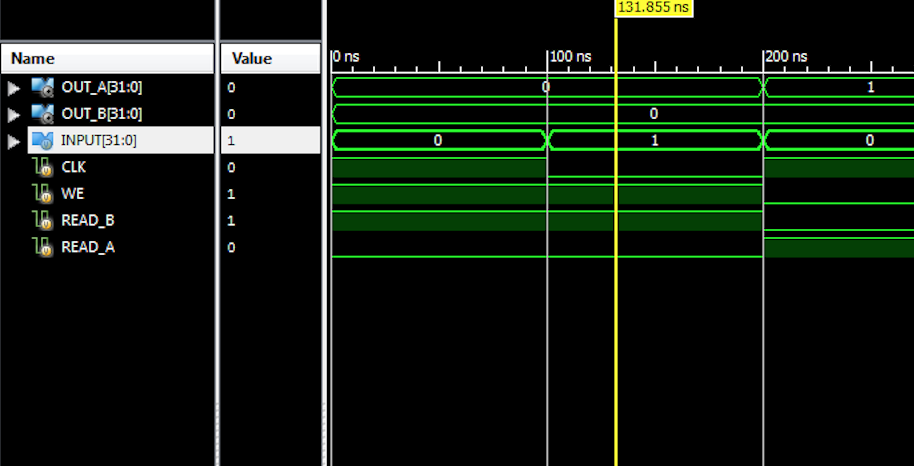 131.855 ns
Name Value 0 ns 100 ns 200 ns
OUT_A[31:0] 0 0 1
OUT_B[31:0] 0 0
INPUT[31:0] 1 0 1 0
CLK 0
WE 1
READ_B 1
READ_A 0